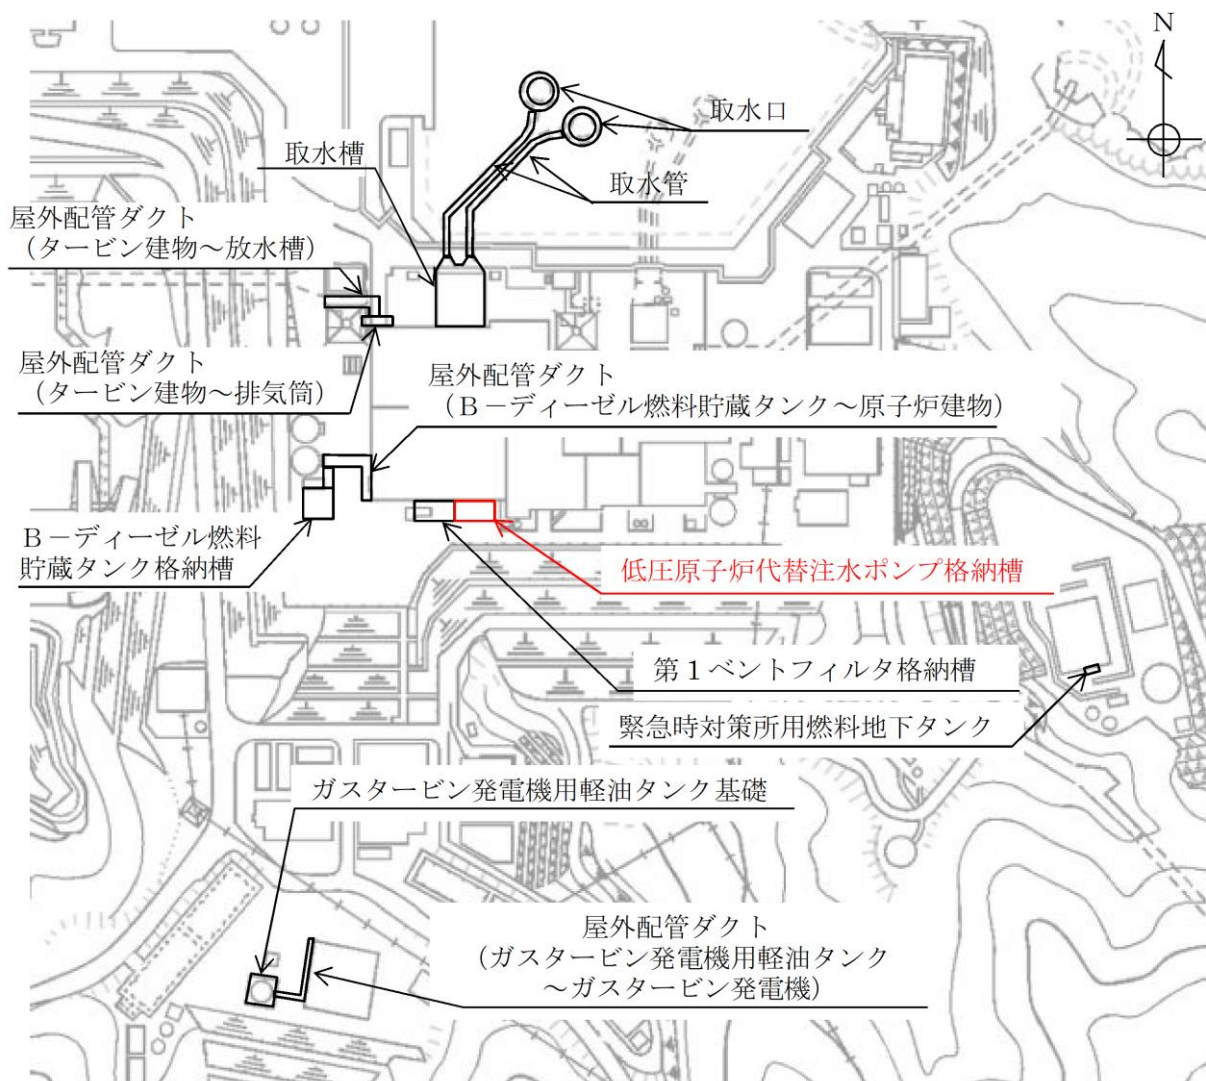 N
取水口
取水槽
取水管
屋外配管ダクト
（タービン建物～放水槽）
屋外配管ダクト
（タービン建物～排気筒）
屋外配管ダクト
（Ｂ－ディーゼル燃料貯蔵タンク～原子炉建物）
Ｂ－ディーゼル燃料
貯蔵タンク格納槽
低圧原子炉代替注水ポンプ格納槽
第１ベントフィルタ格納槽
緊急時対策所用燃料地下タンク
ガスタービン発電機用軽油タンク基礎
屋外配管ダクト
（ガスタービン発電機用軽油タンク
～ガスタービン発電機）